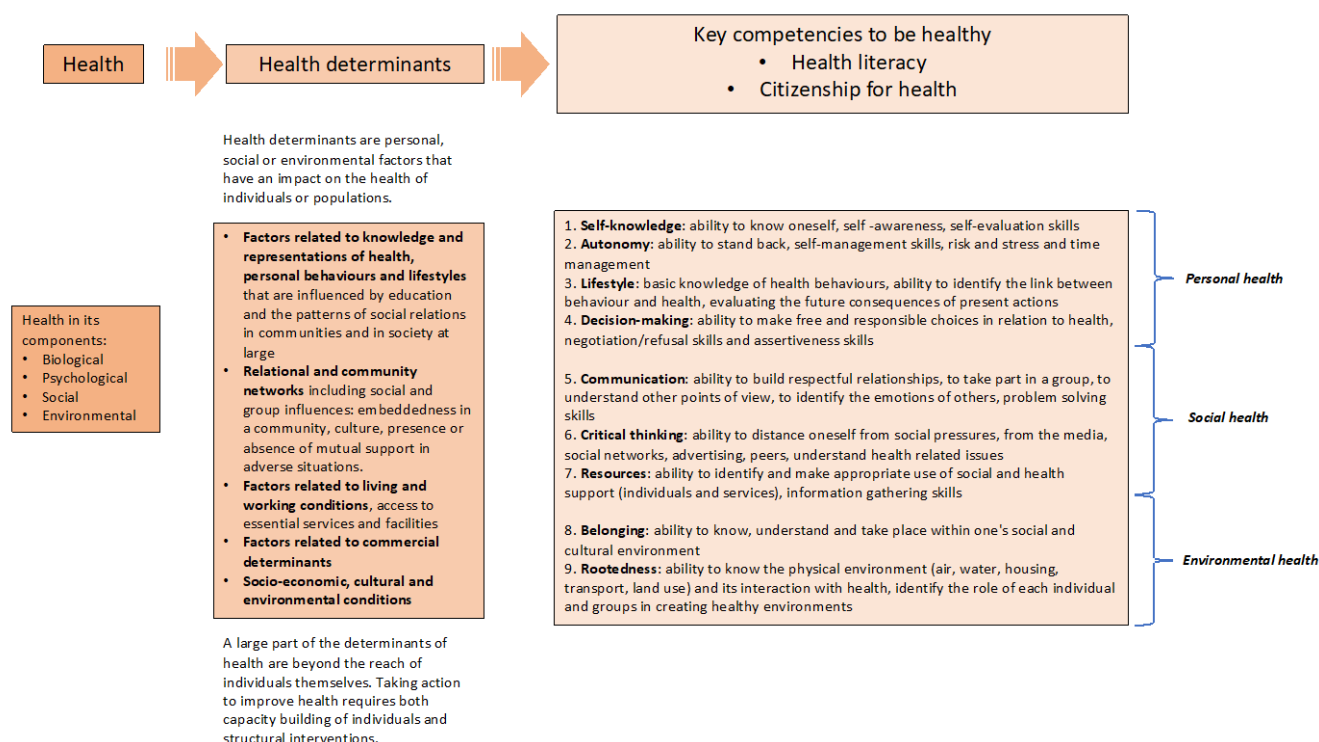 Health
Health determinants
Key competencies to be healthy
• Health literacy
• Citizenship for health
Health determinants are personal,
social or environmental factors that
have an impact on the health of
individuals or populations.
Health in its
components:
• Biological
• Psychological
• Social
• Environmental
• Factors related to knowledge and
representations of health,
personal behaviours and lifestyles
that are influenced by education
and the patterns of social relations
in communities and in society at
large
• Relational and community
networks including social and
group influences: embeddedness in
a community, culture, presence or
absence of mutual support in
adverse situations.
• Factors related to living and
working conditions, access to
essential services and facilities
• Factors related to commercial
determinants
• Socio-economic, cultural and
environmental conditions
A large part of the determinants of
health are beyond the reach of
individuals themselves. Taking action
to improve health requires both
capacity building of individuals and
structural interventions.
1. Self-knowledge: ability to know oneself, self -awareness, self-evaluation skills
2. Autonomy: ability to stand back, self-management skills, risk and stress and time
management
3. Lifestyle: basic knowledge of health behaviours, ability to identify the link between
behaviour and health, evaluating the future consequences of present actions
4. Decision-making: ability to make free and responsible choices in relation to health,
negotiation/refusal skills and assertiveness skills
5. Communication: ability to build respectful relationships, to take part in a group, to
understand other points of view, to identify the emotions of others, problem solving
skills
6. Critical thinking: ability to distance oneself from social pressures, from the media,
social networks, advertising, peers, understand health related issues
7. Resources: ability to identify and make appropriate use of social and health
support (individuals and services), information gathering skills
8. Belonging: ability to know, understand and take place within one's social and
cultural environment
9. Rootedness: ability to know the physical environment (air, water, housing,
transport, land use) and its interaction with health, identify the role of each individual
and groups in creating healthy environments
Personal health
Social health
Environmental health